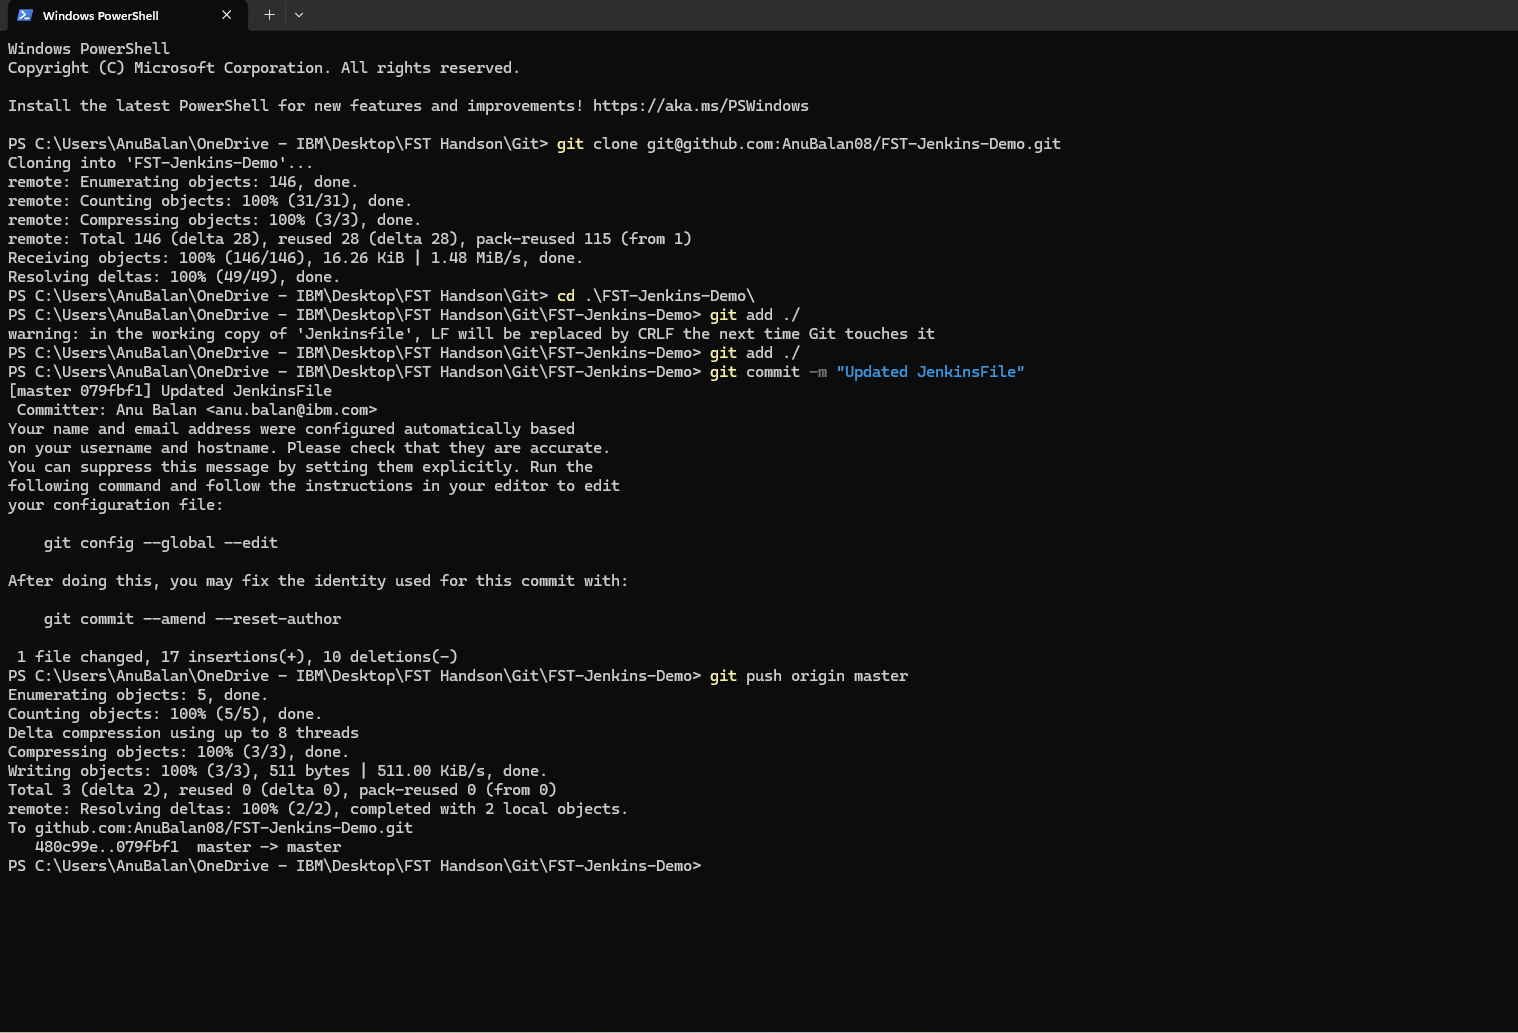 Windows PowerShell
Windows PowerShell
Copyright (C) Microsoft Corporation. All rights reserved.
Install the latest PowerShell for new features and improvements! https://aka.ms/PSWindows
PS C:\Users\AnuBalan\OneDrive - IBM\Desktop\FST Handson\Git> git clone git@github.com:AnuBalan08/FST-Jenkins-Demo.git
Cloning into 'FST-Jenkins-Demo'...
remote: Enumerating objects: 146, done.
remote: Counting objects: 100% (31/31), done.
remote: Compressing objects: 100% (3/3), done.
remote: Total 146 (delta 28), reused 28 (delta 28), pack-reused 115 (from 1)
Receiving objects: 100% (146/146), 16.26 KiB | 1.48 MiB/s, done.
Resolving deltas: 100% (49/49), done.
PS C:\Users\AnuBalan\OneDrive - IBM\Desktop\FST Handson\Git> cd .\FST-Jenkins-Demo\
PS C:\Users\AnuBalan\OneDrive - IBM\Desktop\FST Handson\Git\FST-Jenkins-Demo> git add ./
warning: in the working copy of 'Jenkinsfile', LF will be replaced by CRLF the next time Git touches it
PS C:\Users\AnuBalan\OneDrive - IBM\Desktop\FST Handson\Git\FST-Jenkins-Demo> git add ./
PS C:\Users\AnuBalan\OneDrive - IBM\Desktop\FST Handson\Git\FST-Jenkins-Demo> git commit -m "Updated JenkinsFile"
[master 079fbf1] Updated JenkinsFile
 Committer: Anu Balan <anu.balan@ibm.com>
Your name and email address were configured automatically based
on your username and hostname. Please check that they are accurate.
You can suppress this message by setting them explicitly. Run the
following command and follow the instructions in your editor to edit
your configuration file:
    git config --global --edit
After doing this, you may fix the identity used for this commit with:
    git commit --amend --reset-author
 1 file changed, 17 insertions(+), 10 deletions(-)
PS C:\Users\AnuBalan\OneDrive - IBM\Desktop\FST Handson\Git\FST-Jenkins-Demo> git push origin master
Enumerating objects: 5, done.
Counting objects: 100% (5/5), done.
Delta compression using up to 8 threads
Compressing objects: 100% (3/3), done.
Writing objects: 100% (3/3), 511 bytes | 511.00 KiB/s, done.
Total 3 (delta 2), reused 0 (delta 0), pack-reused 0 (from 0)
remote: Resolving deltas: 100% (2/2), completed with 2 local objects.
To github.com:AnuBalan08/FST-Jenkins-Demo.git
   480c99e..079fbf1  master -> master
PS C:\Users\AnuBalan\OneDrive - IBM\Desktop\FST Handson\Git\FST-Jenkins-Demo>